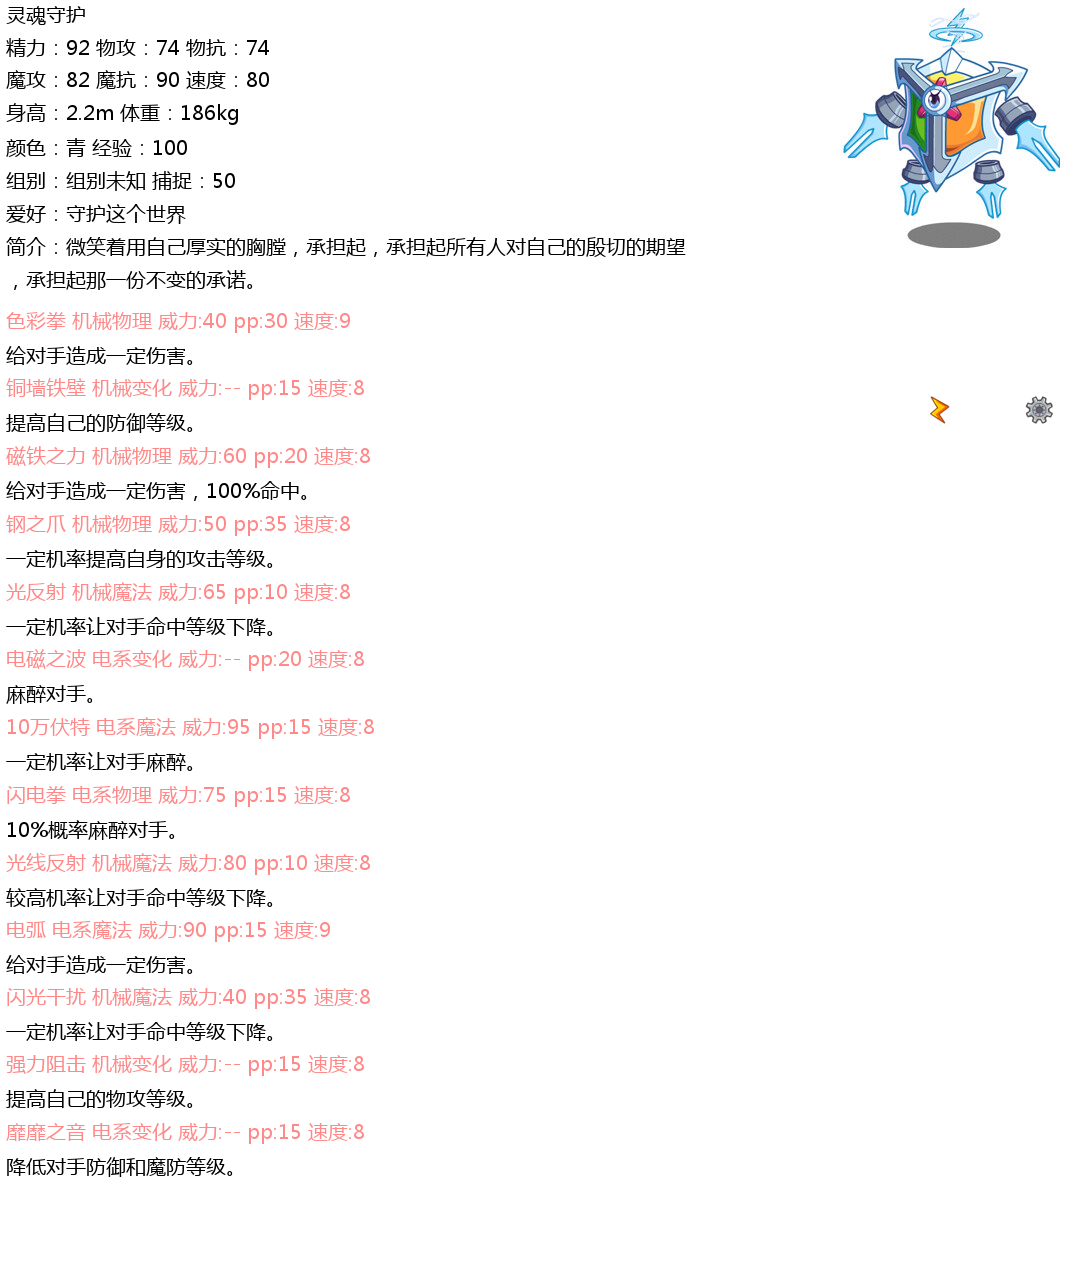 灵魂守护
精力：92 物攻：74 物抗：74
魔攻：82 魔抗：90 速度：80
身高：2.2m 体重：186kg
颜色：青 经验：100
组别：组别未知 捕捉：50
爱好：守护这个世界
简介：微笑着用自己厚实的胸膛，承担起，承担起所有人对自己的殷切的期望
，承担起那一份不变的承诺。
色彩拳 机械物理 威力:40 pp:30 速度:9
给对手造成一定伤害。
铜墙铁壁 机械变化 威力:-- pp:15 速度:8
提高自己的防御等级。
磁铁之力 机械物理 威力:60 pp:20 速度:8
给对手造成一定伤害，100%命中。
钢之爪 机械物理 威力:50 pp:35 速度:8
一定机率提高自身的攻击等级。
光反射 机械魔法 威力:65 pp:10 速度:8
一定机率让对手命中等级下降。
电磁之波 电系变化 威力:-- pp:20 速度:8
麻醉对手。
10万伏特 电系魔法 威力:95 pp:15 速度:8
一定机率让对手麻醉。
闪电拳 电系物理 威力:75 pp:15 速度:8
10%概率麻醉对手。
光线反射 机械魔法 威力:80 pp:10 速度:8
较高机率让对手命中等级下降。
电弧 电系魔法 威力:90 pp:15 速度:9
给对手造成一定伤害。
闪光干扰 机械魔法 威力:40 pp:35 速度:8
一定机率让对手命中等级下降。
强力阻击 机械变化 威力:-- pp:15 速度:8
提高自己的物攻等级。
靡靡之音 电系变化 威力:-- pp:15 速度:8
降低对手防御和魔防等级。